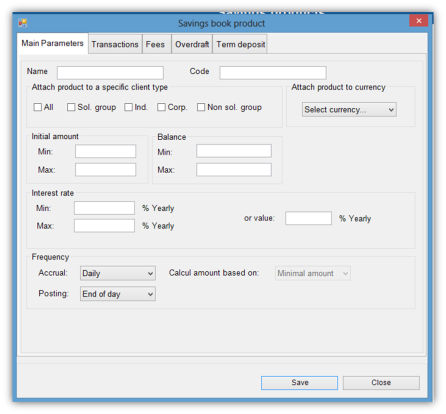 Savings book product
Main Parameters Transactions Fees Overdraft Term deposit
Name Code
Attach product to a specific client type Attach product to currency
All Sol. group Ind. Corp. Non sol. group Select currency...
Initial amount Balance
Min: Min:
Max: Max:
Interest rate
Min: % Yearly or value: % Yearly
Max: % Yearly
Frequency
Accrual: Daily Calcul amount based on: Minimal amount
Posting: End of day
Save Close